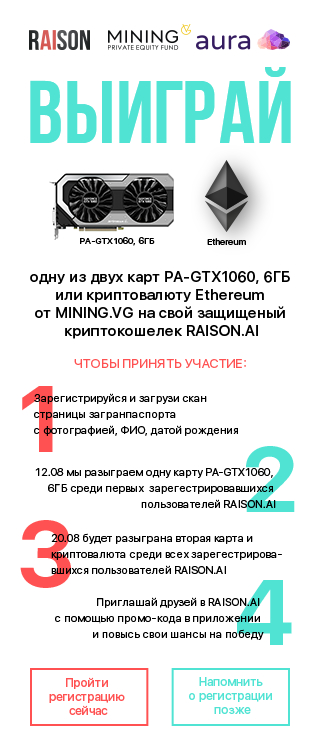 RAISON
MINING
PRIVATE EQUITY FUND
aura
ВЫИГРАЙ
PA-GTX1060, 6ГБ
Ethereum
одну из двух карт PA-GTX1060, 6ГБ
или криптовалюту Ethereum
от MINING.VG на свой защищеный
криптокошелек RAISON.AI
ЧТОБЫ ПРИНЯТЬ УЧАСТИЕ:
1
Зарегистрируйся и загрузи скан
страницы загранпаспорта
с фотографией, ФИО, датой рождения
2
12.08 мы разыграем одну карту PA-GTX1060,
6ГБ среди первых зарегестрировавшихся
пользователей RAISON.AI
3
20.08 будет разыграна вторая карта и
криптовалюта среди всех зарегестрирова-
вшихся пользователей RAISON.AI
4
Приглашай друзей в RAISON.AI
с помощью промо-кода в приложении
и повысь свои шансы на победу
Пройти
регистрацию
сейчас
Напомнить
о регистрации
позже